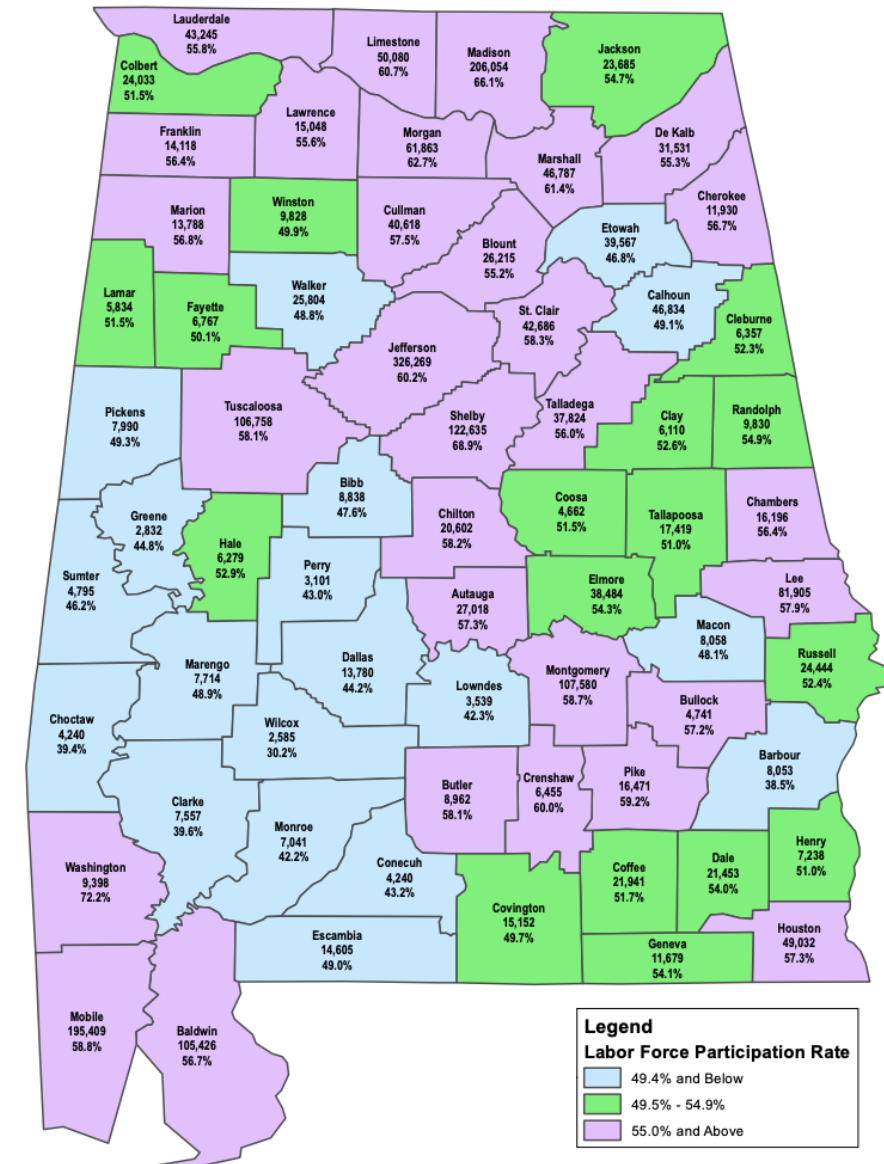 Lauderdale
43,245
55.8%
Limestone
50,080
60.7%
Madison
206,054
66.1%
Jackson
23,685
54.7%
Colbert
24,033
51.5%
Lawrence
15,048
55.6%
Franklin
14,118
56.4%
Morgan
61,863
62.7%
De Kalb
31,531
55.3%
Marshall
46,787
61.4%
Cherokee
11,930
56.7%
Marion
13,788
56.8%
Winston
9,828
49.9%
Cullman
40,618
57.5%
Etowah
39,567
46.8%
Blount
26,215
55.2%
Lamar
5,834
51.5%
Fayette
6,767
50.1%
Walker
25,804
48.8%
St. Clair
42,686
58.3%
Calhoun
46,834
49.1%
Cleburne
6,357
52.3%
Jefferson
326,269
60.2%
Pickens
7,990
49.3%
Tuscaloosa
106,758
58.1%
Shelby
122,635
68.9%
Talladega
37,824
56.0%
Clay
6,110
52.6%
Randolph
9,830
54.9%
Bibb
8,838
47.6%
Greene
2,832
44.8%
Hale
6,279
52.9%
Chilton
20,602
58.2%
Coosa
4,662
51.5%
Tallapoosa
17,419
51.0%
Chambers
16,196
56.4%
Sumter
4,795
46.2%
Perry
3,101
43.0%
Autauga
27,018
57.3%
Elmore
38,484
54.3%
Lee
81,905
57.9%
Macon
8,058
48.1%
Russell
24,444
52.4%
Marengo
7,714
48.9%
Dallas
13,780
44.2%
Lowndes
3,539
42.3%
Montgomery
107,580
58.7%
Bullock
4,741
57.2%
Choctaw
4,240
39.4%
Wilcox
2,585
30.2%
Barbour
8,053
38.5%
Butler
8,962
58.1%
Crenshaw
6,455
60.0%
Pike
16,471
59.2%
Clarke
7,557
39.6%
Monroe
7,041
42.2%
Conecuh
4,240
43.2%
Washington
9,398
72.2%
Coffee
21,941
51.7%
Dale
21,453
54.0%
Henry
7,238
51.0%
Covington
15,152
49.7%
Escambia
14,605
49.0%
Geneva
11,679
54.1%
Houston
49,032
57.3%
Mobile
195,409
58.8%
Baldwin
105,426
56.7%
Legend
Labor Force Participation Rate
49.4% and Below
49.5% - 54.9%
55.0% and Above